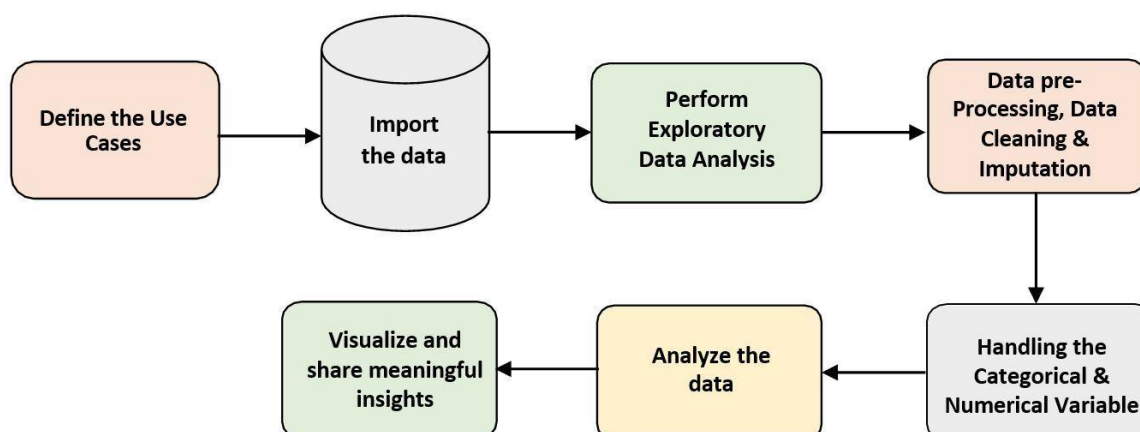 Define the Use
Cases
Import
the data
Perform
Exploratory
Data Analysis
Data pre-
Processing, Data
Cleaning &
Imputation
Handling the
Categorical &
Numerical Variable
Analyze the
data
Visualize and
share meaningful
insights